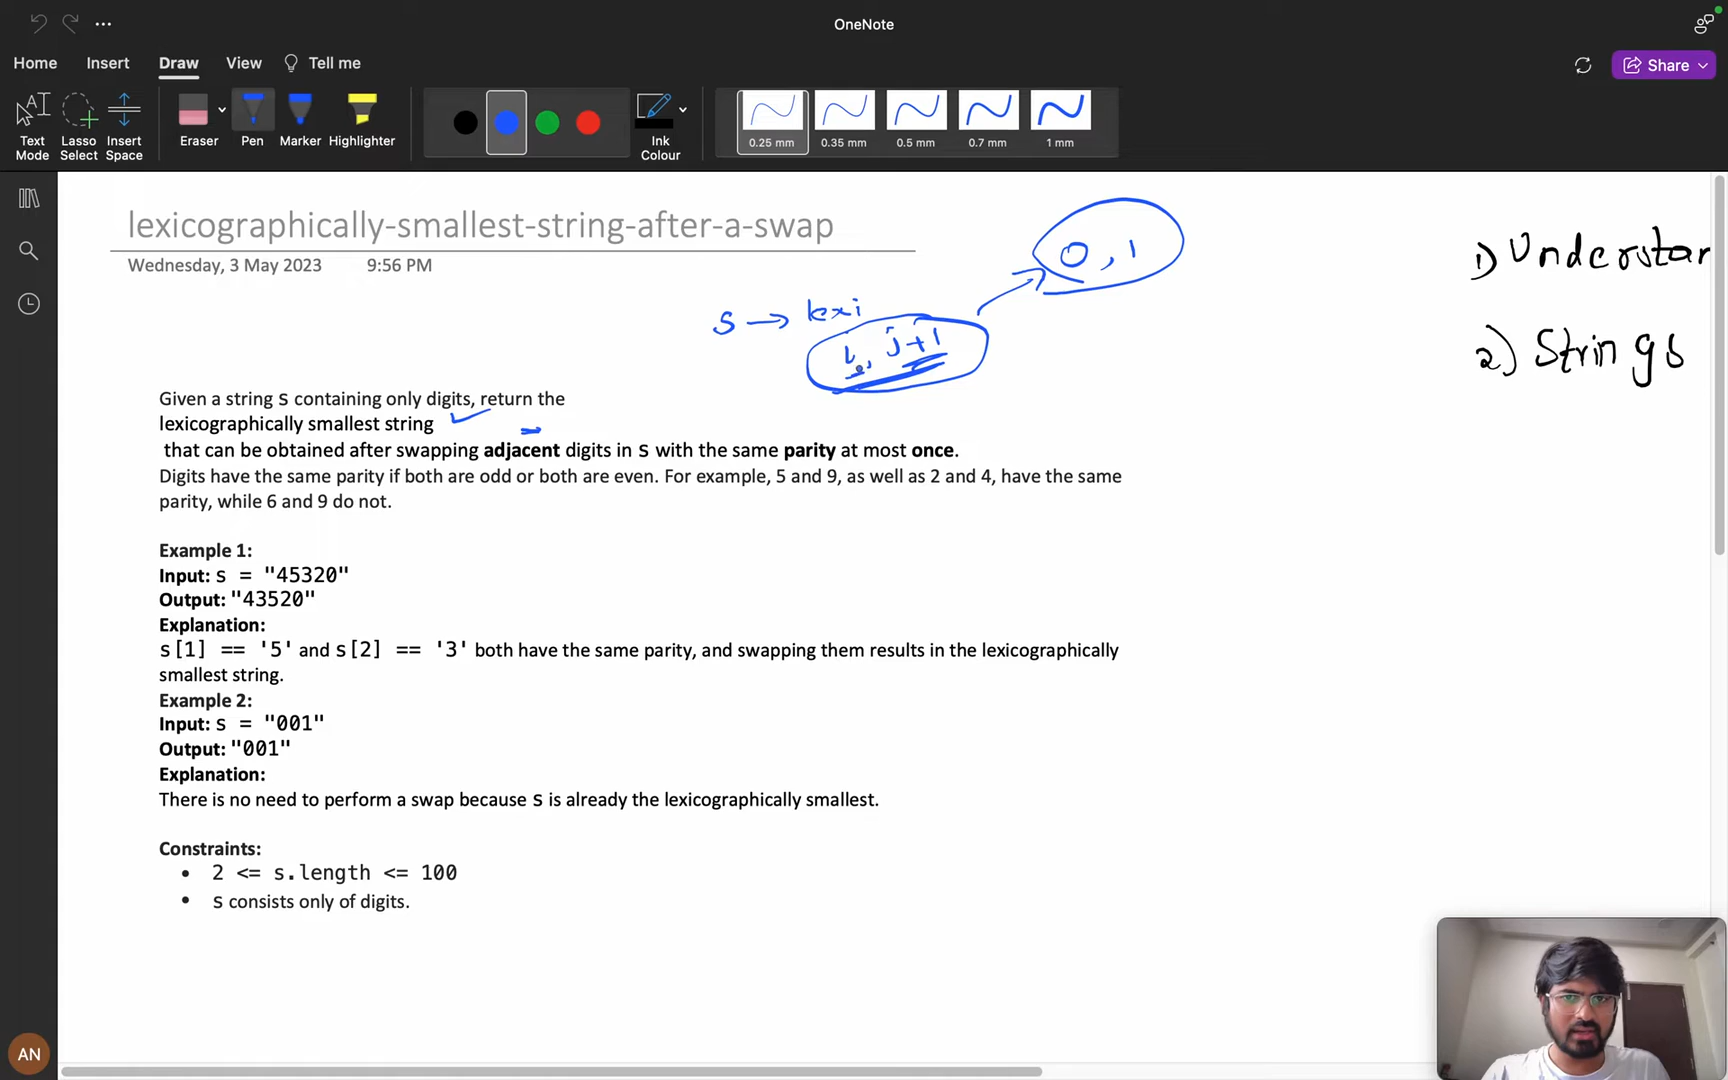 OneNote
Home Insert Draw View Tell me
Share
Text Mode
Lasso Select
Insert Space
Eraser
Pen
Marker
Highlighter
Ink Colour
0.25 mm
0.35 mm
0.5 mm
0.7 mm
1 mm
lexicographically-smallest-string-after-a-swap
Wednesday, 3 May 2023 9:56 PM
0, 1
s → lexi
i, j+1
1) Understan
2) Strings
Given a string s containing only digits, return the
lexicographically smallest string
that can be obtained after swapping adjacent digits in s with the same parity at most once.
Digits have the same parity if both are odd or both are even. For example, 5 and 9, as well as 2 and 4, have the same
parity, while 6 and 9 do not.
Example 1:
Input: s = "45320"
Output: "43520"
Explanation:
s[1] == '5' and s[2] == '3' both have the same parity, and swapping them results in the lexicographically
smallest string.
Example 2:
Input: s = "001"
Output: "001"
Explanation:
There is no need to perform a swap because s is already the lexicographically smallest.
Constraints:
• 2 <= s.length <= 100
• s consists only of digits.
AN